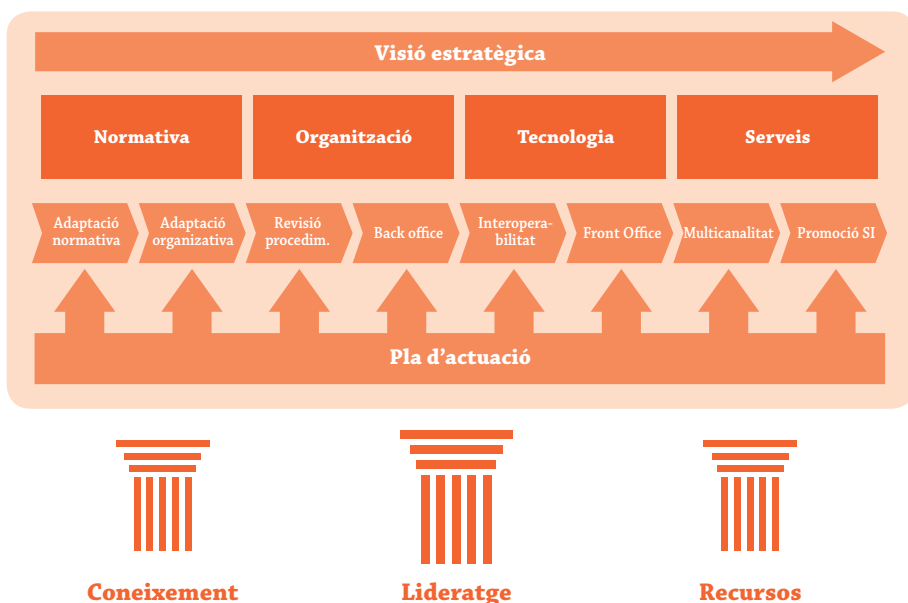 Visió estratègica
Normativa
Organització
Tecnologia
Serveis
Adaptació
normativa
Adaptació
organizativa
Revisió
procedim.
Back office
Interopera-
bilitat
Front Office
Multicanalitat
Promoció SI
Pla d’actuació
Coneixement
Lideratge
Recursos